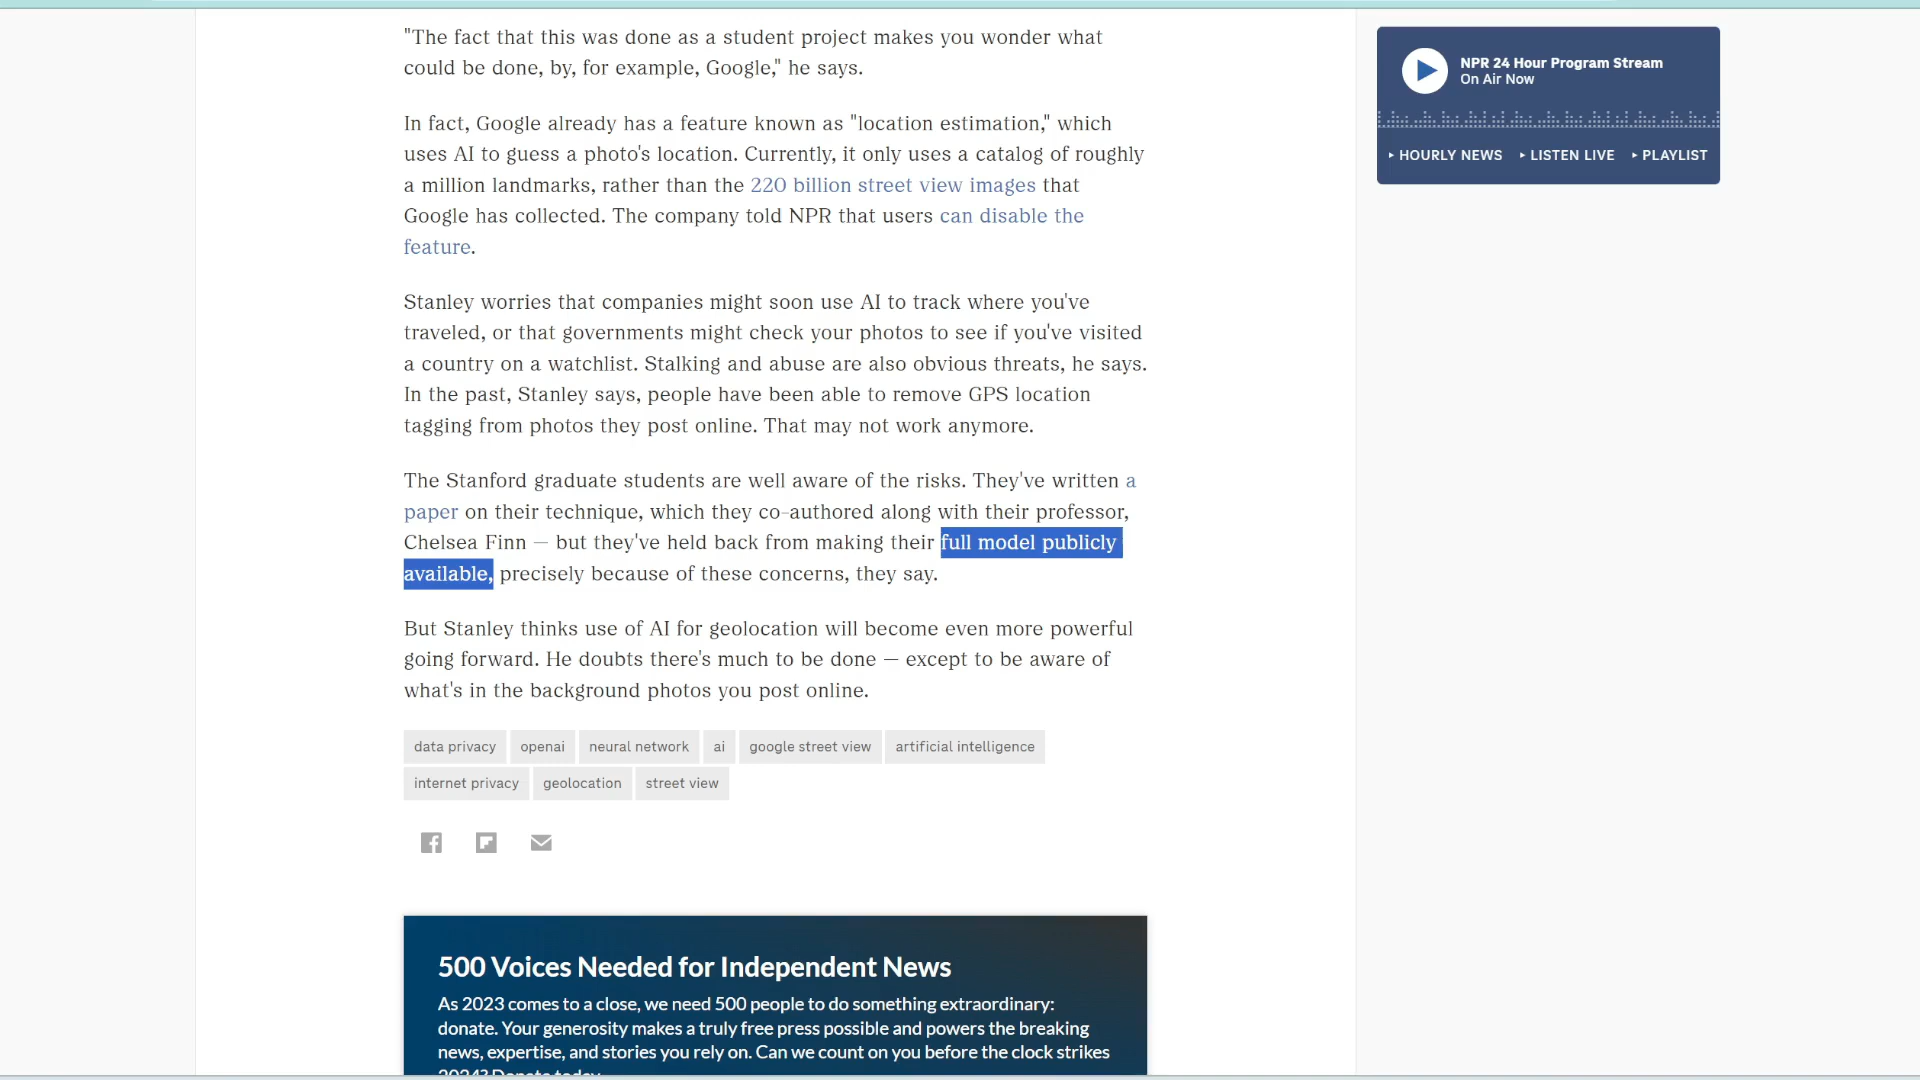 "The fact that this was done as a student project makes you wonder what
could be done, by, for example, Google," he says.
In fact, Google already has a feature known as "location estimation," which
uses AI to guess a photo's location. Currently, it only uses a catalog of roughly
a million landmarks, rather than the 220 billion street view images that
Google has collected. The company told NPR that users can disable the
feature.
Stanley worries that companies might soon use AI to track where you've
traveled, or that governments might check your photos to see if you've visited
a country on a watchlist. Stalking and abuse are also obvious threats, he says.
In the past, Stanley says, people have been able to remove GPS location
tagging from photos they post online. That may not work anymore.
The Stanford graduate students are well aware of the risks. They've written a
paper on their technique, which they co-authored along with their professor,
Chelsea Finn — but they've held back from making their full model publicly
available, precisely because of these concerns, they say.
But Stanley thinks use of AI for geolocation will become even more powerful
going forward. He doubts there's much to be done — except to be aware of
what's in the background photos you post online.
data privacy openai neural network ai google street view artificial intelligence
internet privacy geolocation street view
500 Voices Needed for Independent News
As 2023 comes to a close, we need 500 people to do something extraordinary:
donate. Your generosity makes a truly free press possible and powers the breaking
news, expertise, and stories you rely on. Can we count on you before the clock strikes
2024? Donate today.
NPR 24 Hour Program Stream
On Air Now
HOURLY NEWS LISTEN LIVE PLAYLIST